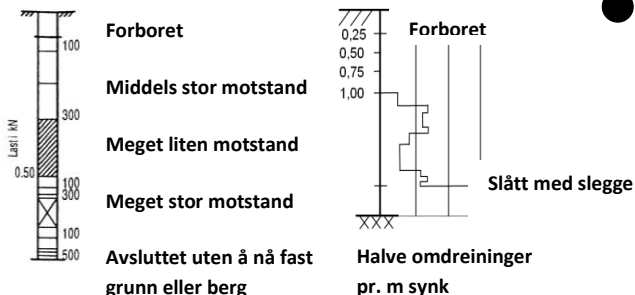 Forboret
100
Middels stor motstand
300
Last i kN
Meget liten motstand
0.50
100
300
Meget stor motstand
100
500
Avsluttet uten å nå fast
grunn eller berg
Forboret
0,25
0,50
0,75
1,00
Slått med slegge
Halve omdreininger
pr. m synk